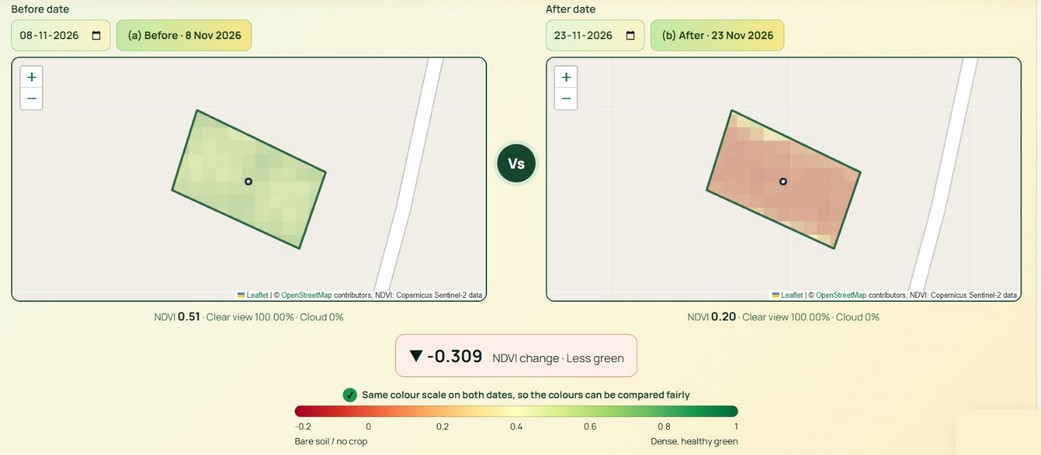 Before date
08-11-2026
(a) Before · 8 Nov 2026
+
−
Leaflet | © OpenStreetMap contributors, NDVI: Copernicus Sentinel-2 data
NDVI 0.51 · Clear view 100.00% · Cloud 0%
Vs
After date
23-11-2026
(b) After · 23 Nov 2026
+
−
Leaflet | © OpenStreetMap contributors, NDVI: Copernicus Sentinel-2 data
NDVI 0.20 · Clear view 100.00% · Cloud 0%
▼ -0.309 NDVI change · Less green
✓ Same colour scale on both dates, so the colours can be compared fairly
-0.2 0 0.2 0.4 0.6 0.8 1
Bare soil / no crop Dense, healthy green